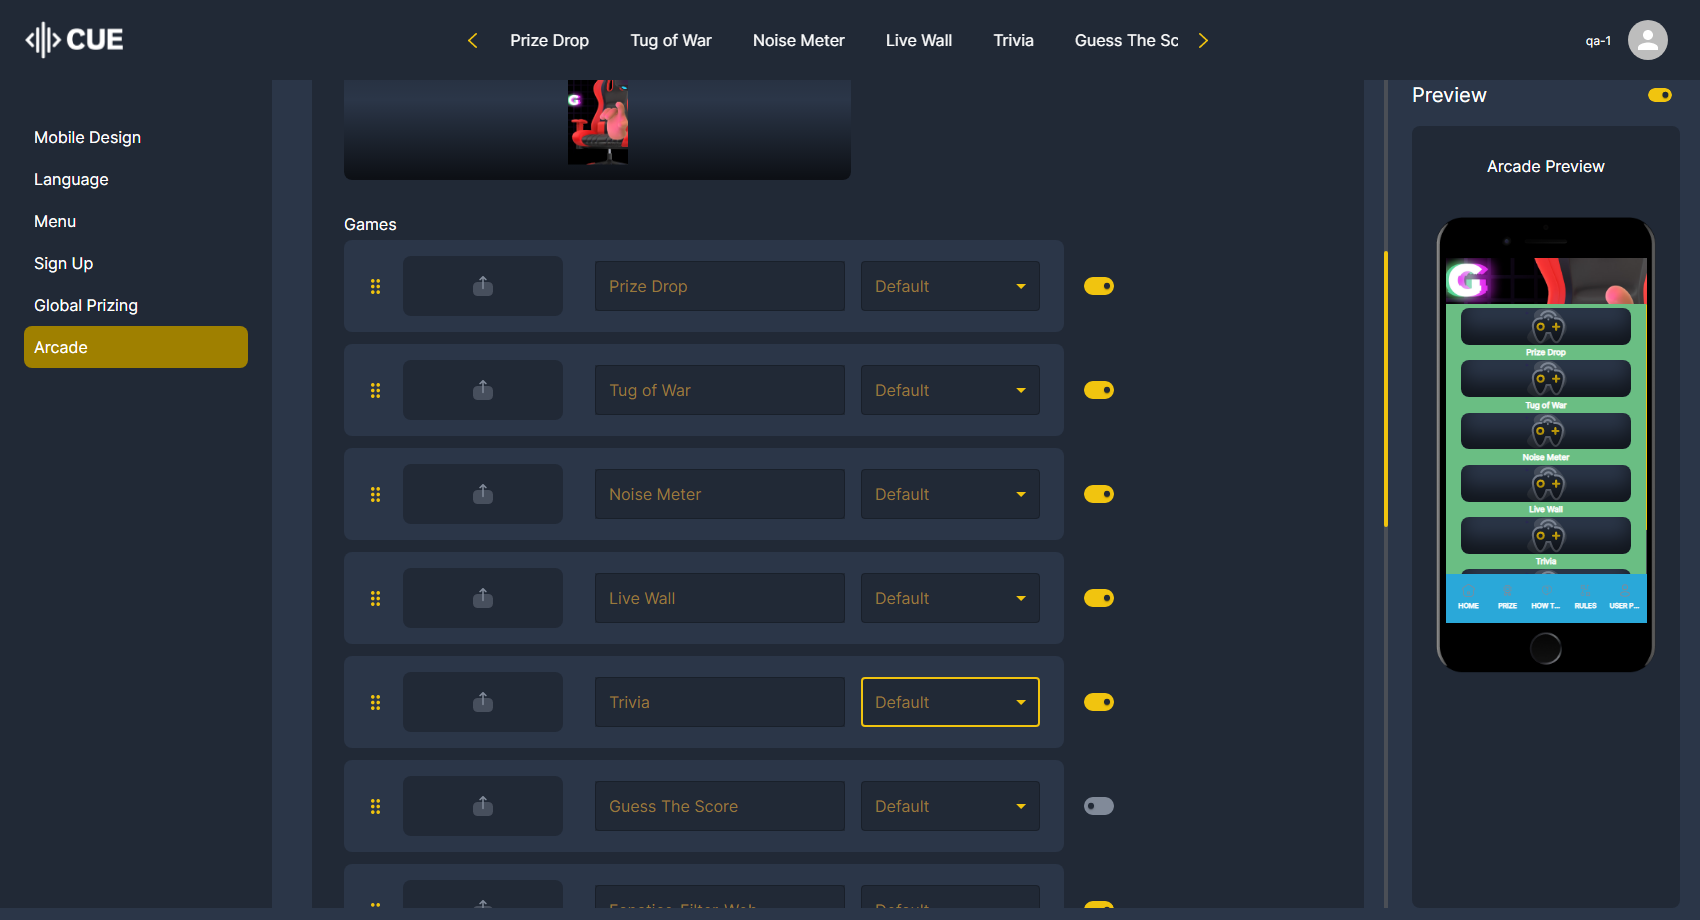 CUE
Prize Drop Tug of War Noise Meter Live Wall Trivia Guess The Sc
qa-1
Mobile Design
Language
Menu
Sign Up
Global Prizing
Arcade
G
Games
Prize Drop Default
Tug of War Default
Noise Meter Default
Live Wall Default
Trivia Default
Guess The Score Default
Preview
Arcade Preview
G
Prize Drop
Tug of War
Noise Meter
Live Wall
Trivia
HOME PRIZE HOW T... RULES USER P...